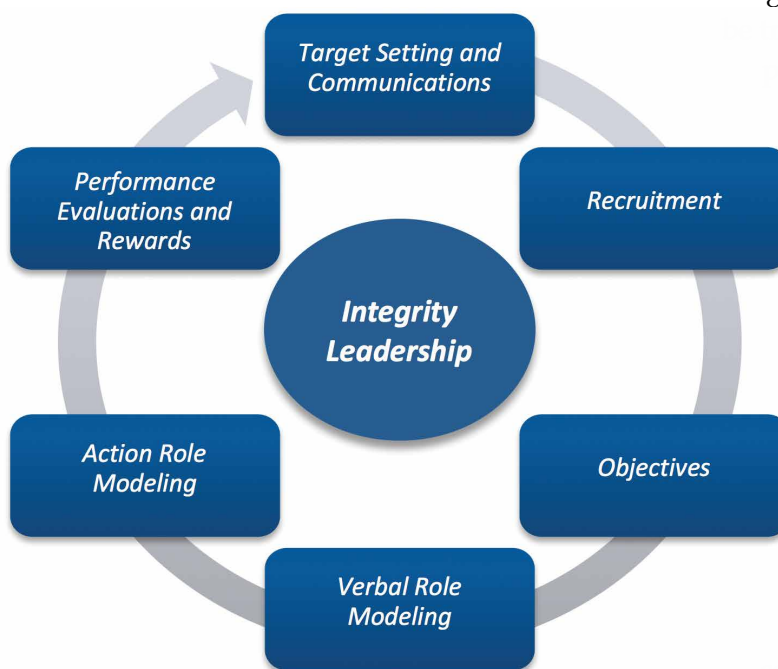 Target Setting and
Communications
Recruitment
Objectives
Verbal Role
Modeling
Action Role
Modeling
Performance
Evaluations and
Rewards
Integrity
Leadership